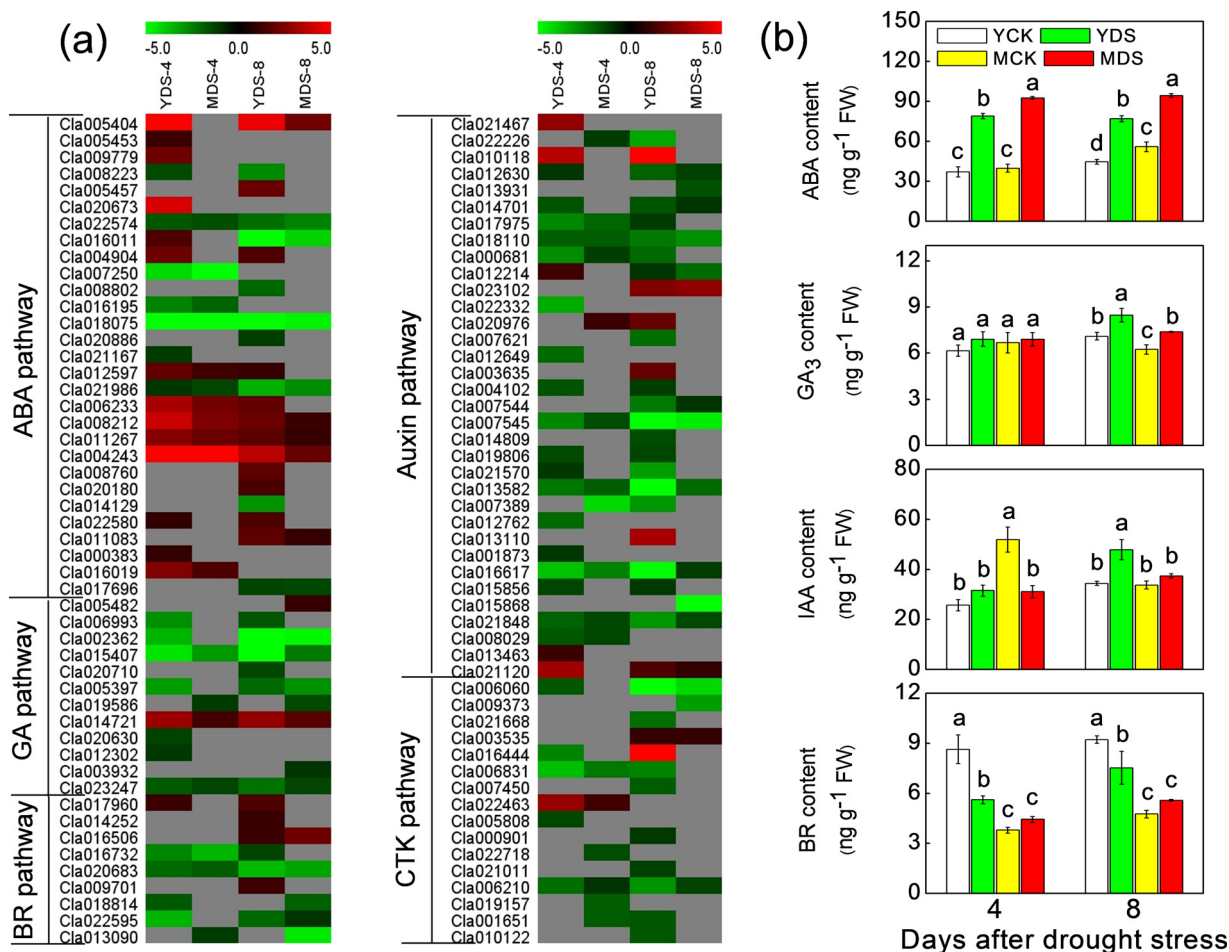 (a)
-5.0 0.0 5.0
YDS-4 MDS-4 YDS-8 MDS-8
ABA pathway
Cla005404
Cla005453
Cla009779
Cla008223
Cla005457
Cla020673
Cla022574
Cla016011
Cla004904
Cla007250
Cla008802
Cla016195
Cla018075
Cla020886
Cla021167
Cla012597
Cla021986
Cla006233
Cla008212
Cla011267
Cla004243
Cla008760
Cla020180
Cla014129
Cla022580
Cla011083
Cla000383
Cla016019
Cla017696
GA pathway
Cla005482
Cla006993
Cla002362
Cla015407
Cla020710
Cla005397
Cla019586
Cla014721
Cla020630
Cla012302
Cla003932
Cla023247
BR pathway
Cla017960
Cla014252
Cla016506
Cla016732
Cla020683
Cla009701
Cla018814
Cla022595
Cla013090
-5.0 0.0 5.0
YDS-4 MDS-4 YDS-8 MDS-8
Auxin pathway
Cla021467
Cla022226
Cla010118
Cla012630
Cla013931
Cla014701
Cla017975
Cla018110
Cla000681
Cla012214
Cla023102
Cla022332
Cla020976
Cla007621
Cla012649
Cla003635
Cla004102
Cla007544
Cla007545
Cla014809
Cla019806
Cla021570
Cla013582
Cla007389
Cla012762
Cla013110
Cla001873
Cla016617
Cla015856
Cla015868
Cla021848
Cla008029
Cla013463
Cla021120
CTK pathway
Cla006060
Cla009373
Cla021668
Cla003535
Cla016444
Cla006831
Cla007450
Cla022463
Cla005808
Cla000901
Cla022718
Cla021011
Cla006210
Cla019157
Cla001651
Cla010122
(b)
YCK YDS
MCK MDS
ABA content
(ng g⁻¹ FW)
150
120
90
60
30
0
c b c a d b c a
GA₃ content
(ng g⁻¹ FW)
12
9
6
3
0
a a a a b a b b
IAA content
(ng g⁻¹ FW)
80
60
40
20
0
b b a b b a b b
BR content
(ng g⁻¹ FW)
12
9
6
3
0
a b c c a b c c
4 8
Days after drought stress